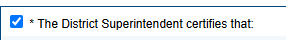 * The District Superintendent certifies that: